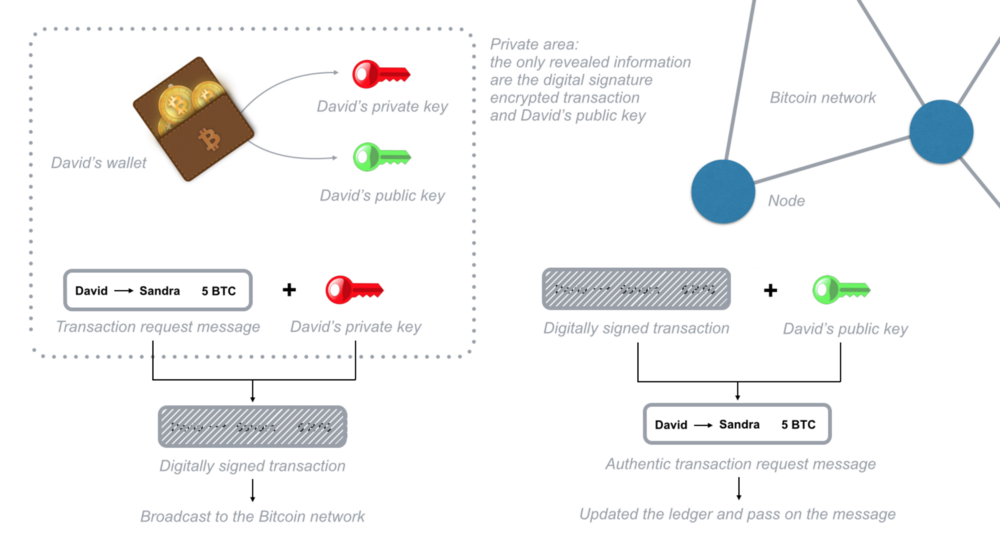 Private area:
the only revealed information
are the digital signature
encrypted transaction
and David's public key
David's wallet
David's private key
David's public key
Bitcoin network
Node
David → Sandra 5 BTC
+
Transaction request message
David's private key
Digitally signed transaction
Broadcast to the Bitcoin network
+
Digitally signed transaction
David's public key
David → Sandra 5 BTC
Authentic transaction request message
Updated the ledger and pass on the message